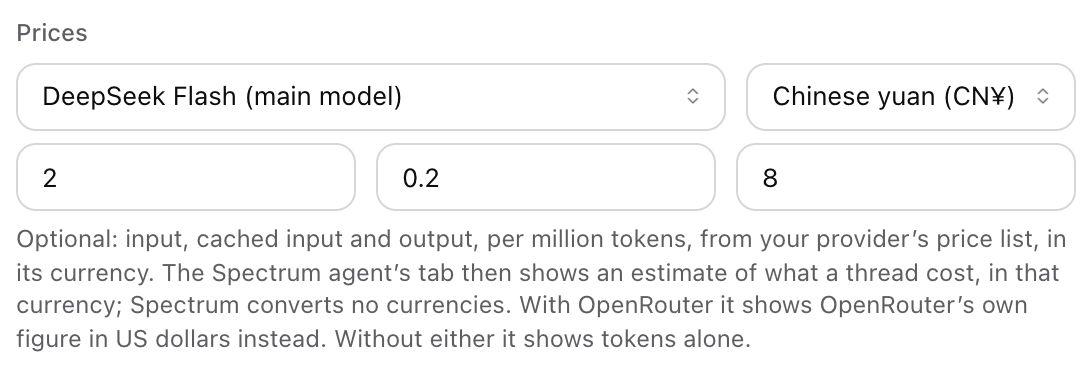 Prices
DeepSeek Flash (main model)
Chinese yuan (CN¥)
2
0.2
8
Optional: input, cached input and output, per million tokens, from your provider’s price list, in
its currency. The Spectrum agent’s tab then shows an estimate of what a thread cost, in that
currency; Spectrum converts no currencies. With OpenRouter it shows OpenRouter’s own
figure in US dollars instead. Without either it shows tokens alone.